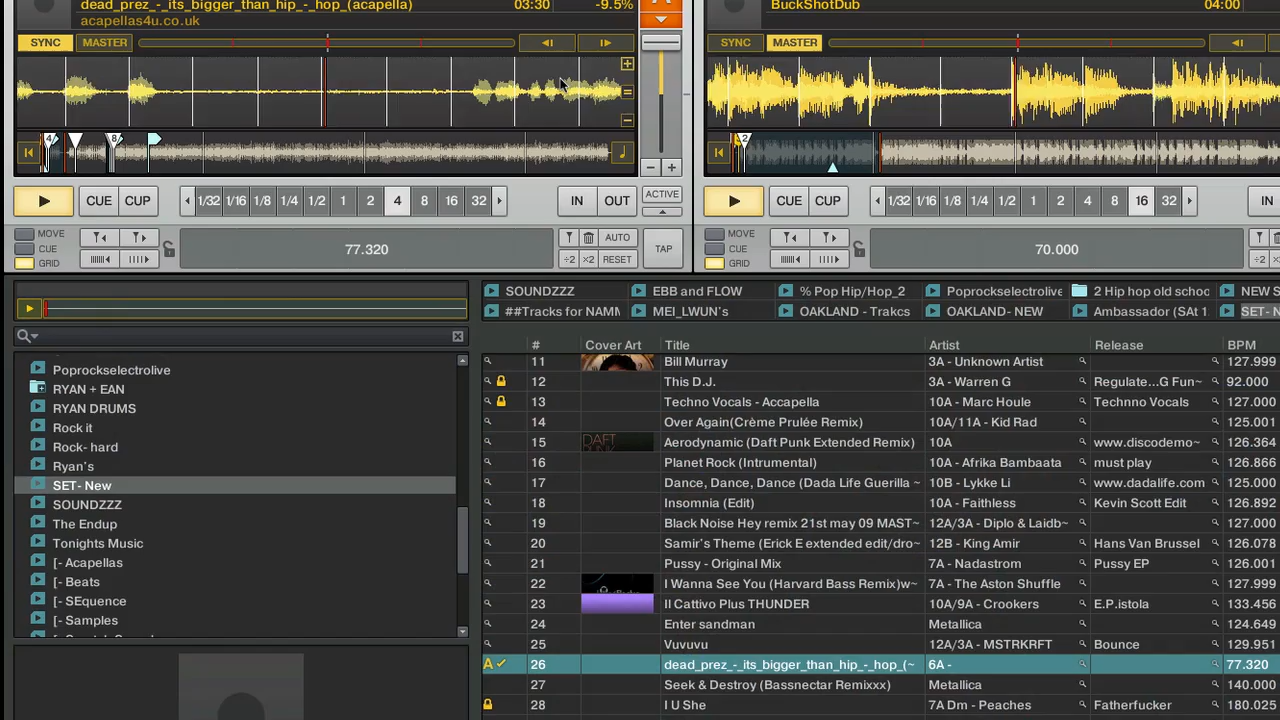 dead_prez_-_its_bigger_than_hip_-_hop_(acapella) 03:30 -9.5% BuckShotDub 04:00
acapellas4u.co.uk
SYNC MASTER SYNC MASTER
4 8 2
CUE CUP 1/32 1/16 1/8 1/4 1/2 1 2 4 8 16 32 IN OUT ACTIVE CUE CUP 1/32 1/16 1/8 1/4 1/2 1 2 4 8 16 32 IN
MOVE AUTO MOVE
CUE 77.320 TAP CUE 70.000
GRID ÷2 ×2 RESET GRID ÷2
SOUNDZZZ EBB and FLOW % Pop Hip/Hop_2 Poprockselectrolive 2 Hip hop old schoo NEW S
##Tracks for NAMM MEI_LWUN's OAKLAND - Trakcs OAKLAND- NEW Ambassador (SAt 1 SET- N
# Cover Art Title Artist Release BPM
11 Bill Murray 3A - Unknown Artist 127.999
Poprockselectrolive
12 This D.J. 3A - Warren G Regulate...G Fun~ 92.000
RYAN + EAN
13 Techno Vocals - Accapella 10A - Marc Houle Technno Vocals 127.000
RYAN DRUMS
14 Over Again(Crème Prulée Remix) 10A/11A - Kid Rad 125.001
Rock it
15 Aerodynamic (Daft Punk Extended Remix) 10A www.discodemo~ 126.364
Rock- hard
16 Planet Rock (Intrumental) 10A - Afrika Bambaata must play 126.866
Ryan's
17 Dance, Dance, Dance (Dada Life Guerilla ~ 10B - Lykke Li www.dadalife.com 125.000
SET- New
18 Insomnia (Edit) 10A - Faithless Kevin Scott Edit 126.892
SOUNDZZZ
19 Black Noise Hey remix 21st may 09 MAST~ 12A/3A - Diplo & Laidb~ 127.000
The Endup
20 Samir's Theme (Erick E extended edit/dro~ 12B - King Amir Hans Van Brussel 126.078
Tonights Music
21 Pussy - Original Mix 7A - Nadastrom Pussy EP 126.001
[- Acapellas
22 I Wanna See You (Harvard Bass Remix)w~ 7A - The Aston Shuffle 127.999
[- Beats
23 Il Cattivo Plus THUNDER 10A/9A - Crookers E.P.istola 133.456
[- SEquence
24 Enter sandman Metallica 124.649
[- Samples
25 Vuvuvu 12A/3A - MSTRKRFT Bounce 129.951
A 26 dead_prez_-_its_bigger_than_hip_-_hop_(~ 6A - 77.320
27 Seek & Destroy (Bassnectar Remixxx) Metallica 140.000
28 I U She 7A Dm - Peaches Fatherfucker 180.025